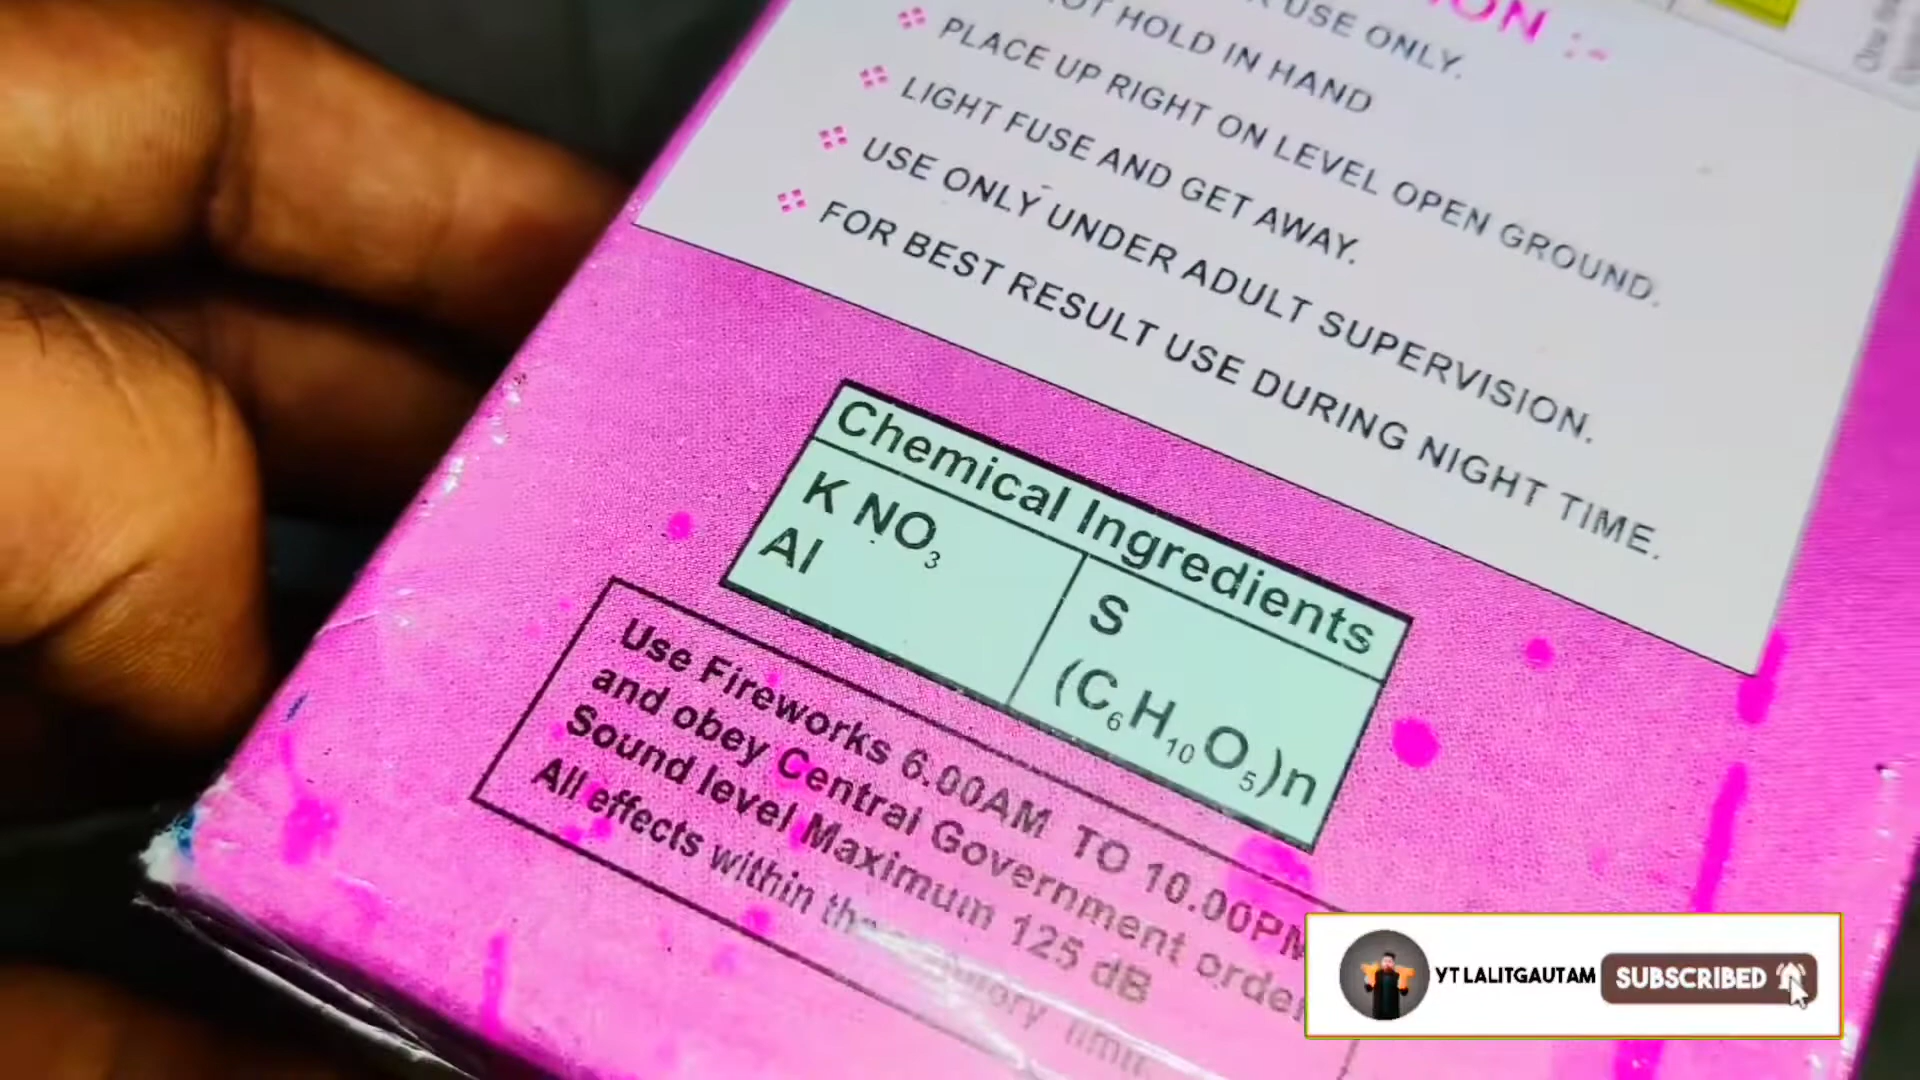 USE ONLY.
HOLD IN HAND
PLACE UP RIGHT ON LEVEL OPEN GROUND.
LIGHT FUSE AND GET AWAY.
USE ONLY UNDER ADULT SUPERVISION.
FOR BEST RESULT USE DURING NIGHT TIME.
Chemical Ingredients
K NO₃
Al
S
(C₆H₁₀O₅)n
Use Fireworks 6.00AM TO 10.00PM
and obey Central Government order
Sound level Maximum 125 dB
All effects within the limit.
YT LALITGAUTAM
SUBSCRIBED